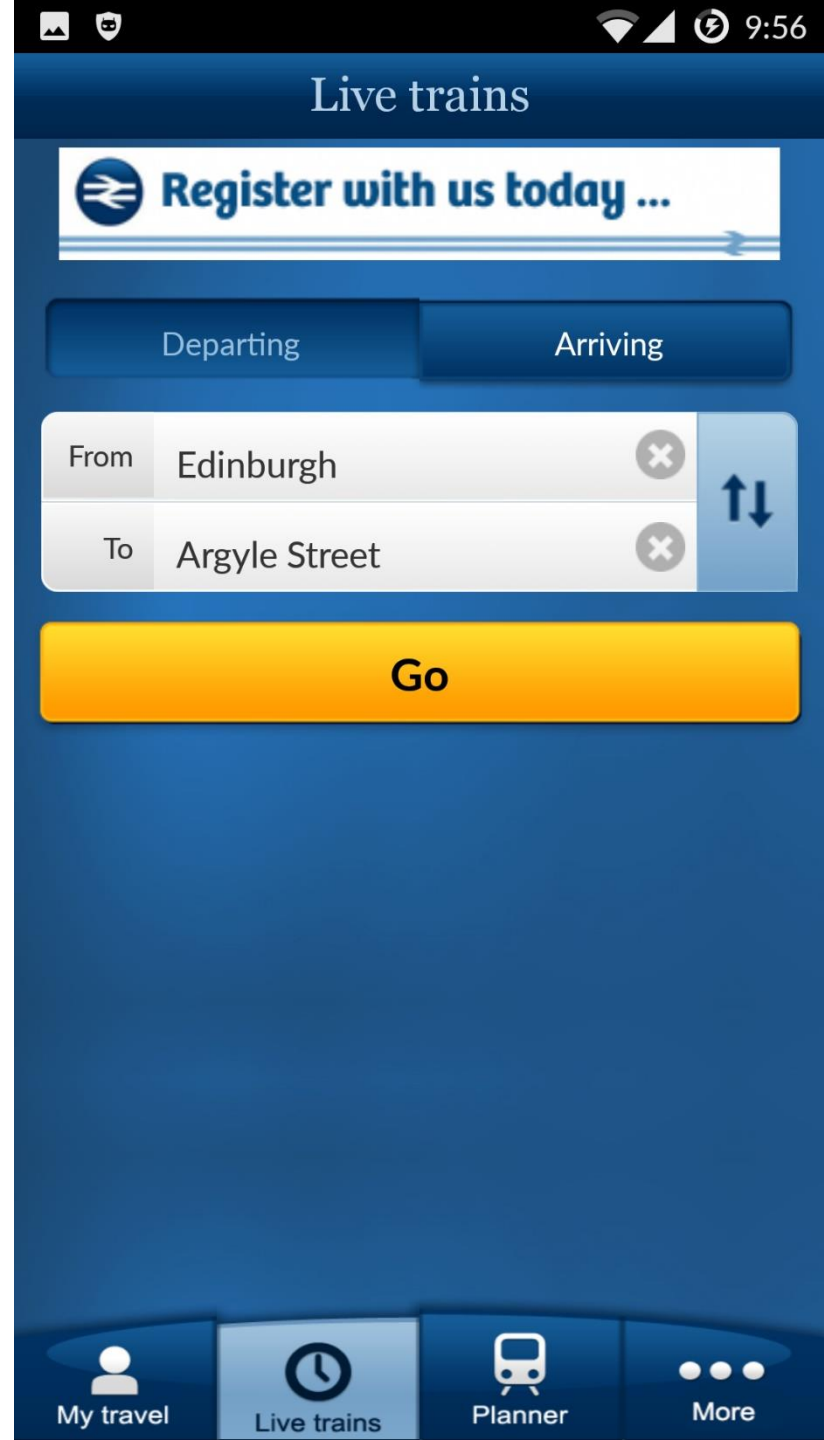 9:56
Live trains
Register with us today ...
Departing Arriving
From Edinburgh
To Argyle Street
Go
My travel Live trains Planner More